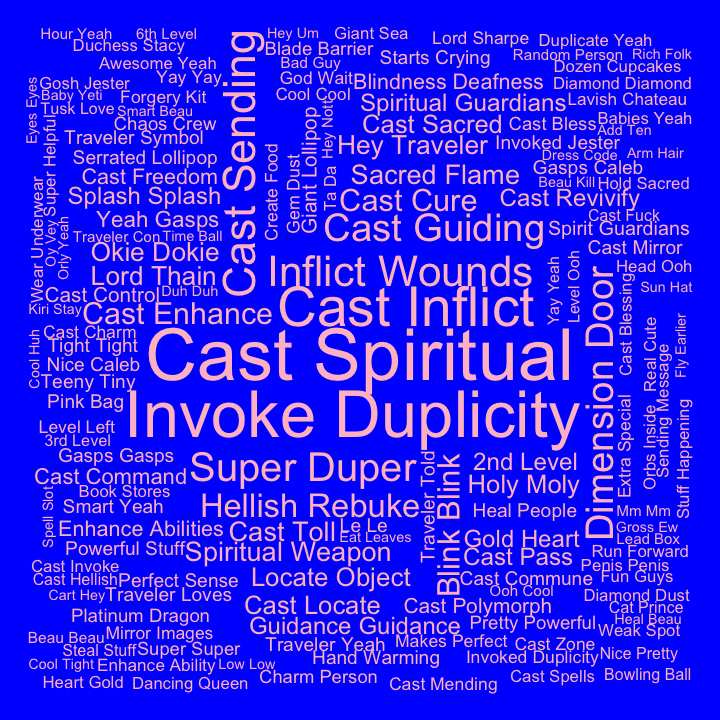 Hour Yeah
6th Level
Hey Um
Giant Sea
Lord Sharpe
Duplicate Yeah
Duchess Stacy
Blade Barrier
Starts Crying
Random Person
Rich Folk
Awesome Yeah
Bad Guy
Dozen Cupcakes
Gosh Jester
Yay Yay
God Wait
Blindness Deafness
Diamond Diamond
Baby Yeti
Forgery Kit
Cool Cool
Spiritual Guardians
Lavish Chateau
Tusk Love
Smart Beau
Chaos Crew
Cast Sacred
Cast Bless
Babies Yeah
Add Ten
Eyes Eyes
Super Helpful
Traveler Symbol
Cast Sending
Create Food
Gem Dust
Giant Lollipop
Hey Nott
Ta Da
Hey Traveler
Invoked Jester
Serrated Lollipop
Dress Code
Arm Hair
Cast Freedom
Sacred Flame
Gasps Caleb
Beau Kill
Hold Sacred
Splash Splash
Cast Cure
Cast Revivify
Wear Underwear
Oy Vey
Orly Yeah
Yeah Gasps
Cast Guiding
Cast Fuck
Spirit Guardians
Traveler Con
Time Ball
Okie Dokie
Cast Mirror
Lord Thain
Inflict Wounds
Yay Yeah
Level Ooh
Head Ooh
Cast Control
Duh Duh
Sun Hat
Kiri Stay
Cast Enhance
Cast Inflict
Dimension Door
Cast Blessing
Real Cute
Fly Earlier
Cool Huh
Cast Charm
Tight Tight
Cast Spiritual
Nice Caleb
Teeny Tiny
Pink Bag
Invoke Duplicity
Extra Special
Orbs Inside
Sending Message
Stuff Happening
Level Left
3rd Level
Gasps Gasps
Super Duper
Traveler Told
Blink Blink
2nd Level
Cast Command
Holy Moly
Book Stores
Spell Slot
Smart Yeah
Hellish Rebuke
Heal People
Mm Mm
Enhance Abilities
Cast Toll
Le Le
Eat Leaves
Gold Heart
Gross Ew
Lead Box
Powerful Stuff
Spiritual Weapon
Cast Pass
Run Forward
Cast Invoke
Penis Penis
Cast Hellish
Perfect Sense
Locate Object
Cast Commune
Fun Guys
Cart Hey
Traveler Loves
Ooh Cool
Diamond Dust
Cast Locate
Cast Polymorph
Cat Prince
Platinum Dragon
Guidance Guidance
Pretty Powerful
Heal Beau
Weak Spot
Beau Beau
Mirror Images
Traveler Yeah
Makes Perfect
Cast Zone
Steal Stuff
Super Super
Hand Warming
Invoked Duplicity
Nice Pretty
Cool Tight
Enhance Ability
Low Low
Charm Person
Cast Spells
Bowling Ball
Heart Gold
Dancing Queen
Cast Mending